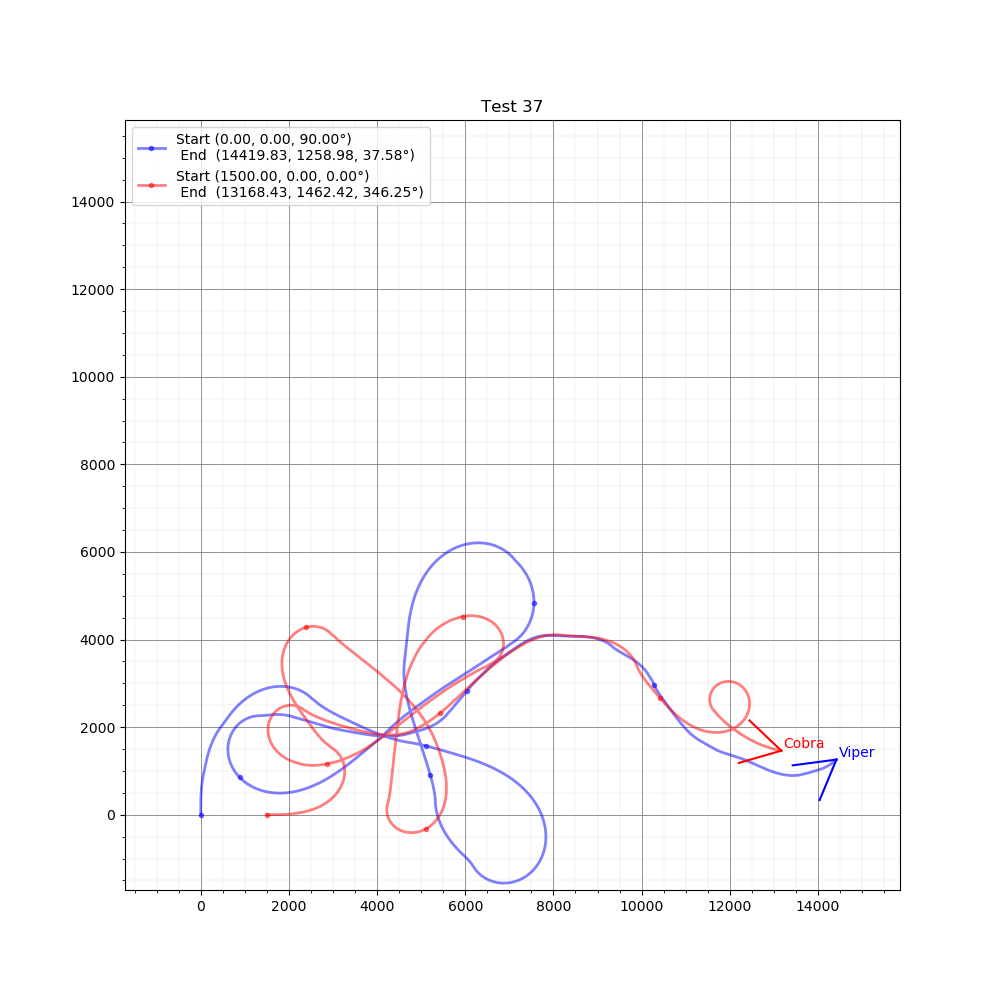 Test 37
Start (0.00, 0.00, 90.00°)
End (14419.83, 1258.98, 37.58°)
Start (1500.00, 0.00, 0.00°)
End (13168.43, 1462.42, 346.25°)
14000
12000
10000
8000
6000
4000
2000
0
Cobra
Viper
0 2000 4000 6000 8000 10000 12000 14000